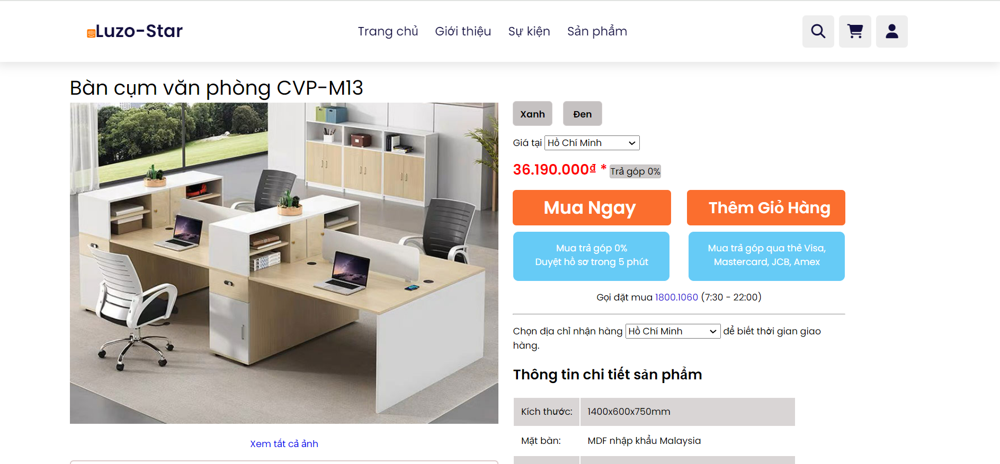 Luzo-Star
Trang chủ Giới thiệu Sự kiện Sản phẩm
Bàn cụm văn phòng CVP-M13
Xanh Đen
Giá tại Hồ Chí Minh
36.190.000₫ * Trả góp 0%
Mua Ngay Thêm Giỏ Hàng
Mua trả góp 0%
Duyệt hồ sơ trong 5 phút
Mua trả góp qua thẻ Visa,
Mastercard, JCB, Amex
Gọi đặt mua 1800.1060 (7:30 - 22:00)
Chọn địa chỉ nhận hàng Hồ Chí Minh để biết thời gian giao
hàng.
Thông tin chi tiết sản phẩm
Kích thước: 1400x600x750mm
Mặt bàn: MDF nhập khẩu Malaysia
Xem tất cả ảnh